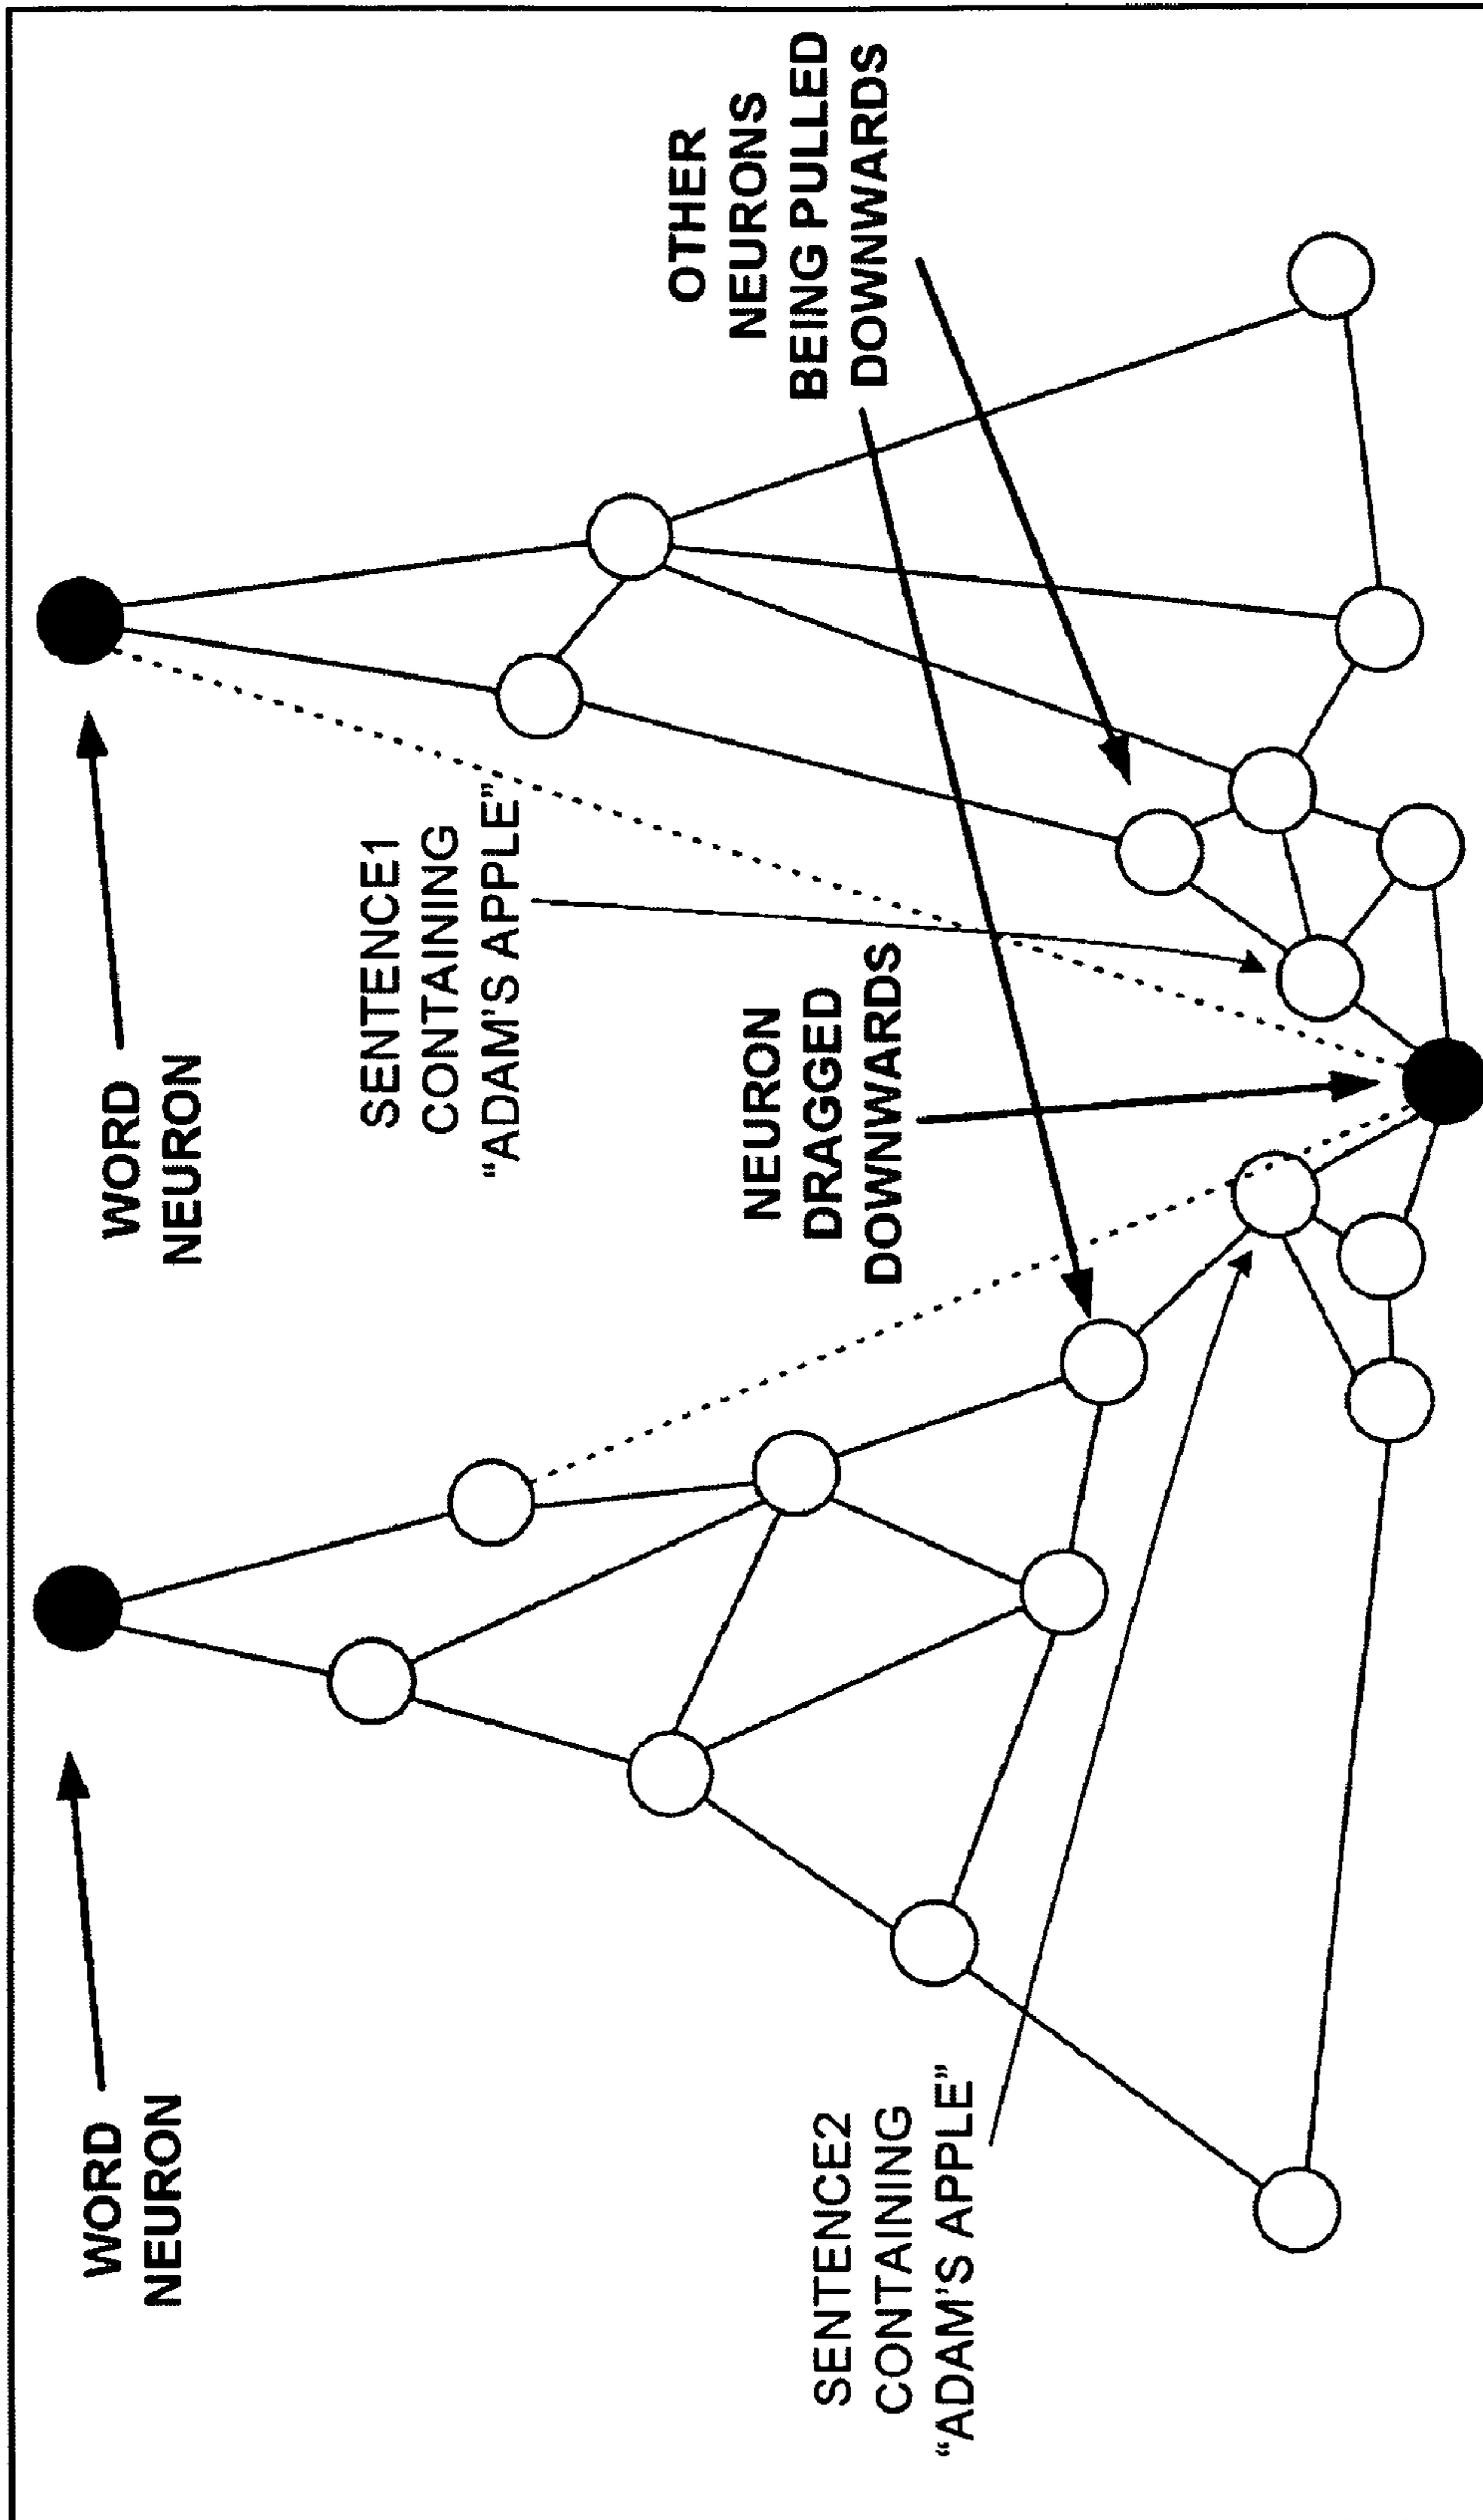 WORD
NEURON
WORD
NEURON
SENTENCE1
CONTAINING
"ADAM'S APPLE"
OTHER
NEURONS
BEING PULLED
DOWNWARDS
NEURON
DRAGGED
DOWNWARDS
SENTENCE2
CONTAINING
"ADAM'S APPLE"